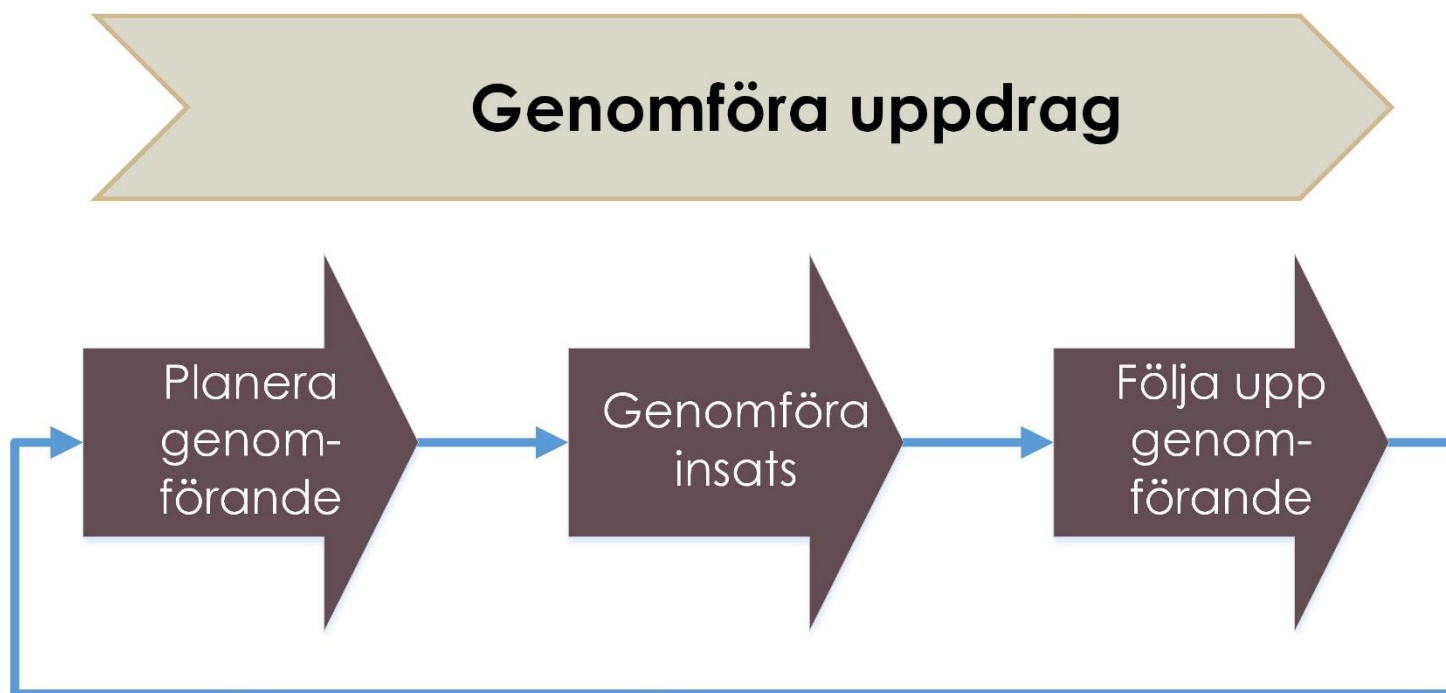 Genomföra uppdrag
Planera
genom-
förande
Genomföra
insats
Följa upp
genom-
förande